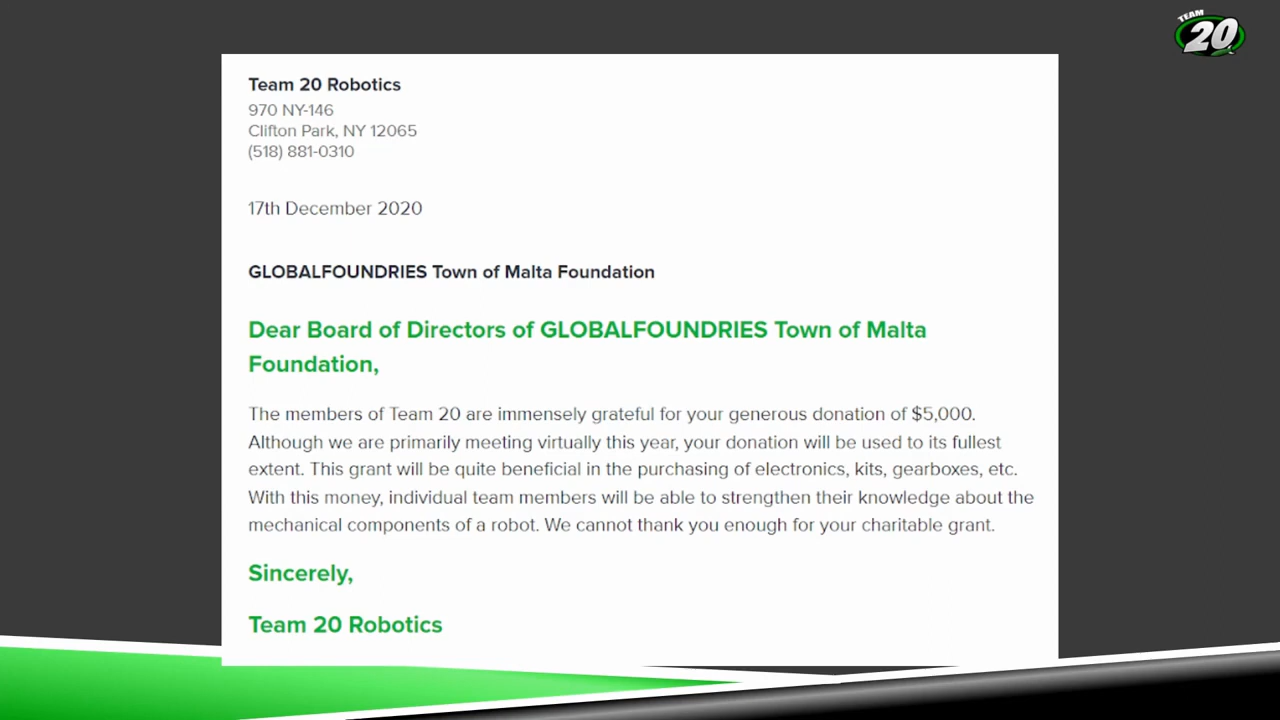 TEAM
20
Team 20 Robotics
970 NY-146
Clifton Park, NY 12065
(518) 881-0310
17th December 2020
GLOBALFOUNDRIES Town of Malta Foundation
Dear Board of Directors of GLOBALFOUNDRIES Town of Malta
Foundation,
The members of Team 20 are immensely grateful for your generous donation of $5,000.
Although we are primarily meeting virtually this year, your donation will be used to its fullest
extent. This grant will be quite beneficial in the purchasing of electronics, kits, gearboxes, etc.
With this money, individual team members will be able to strengthen their knowledge about the
mechanical components of a robot. We cannot thank you enough for your charitable grant.
Sincerely,
Team 20 Robotics